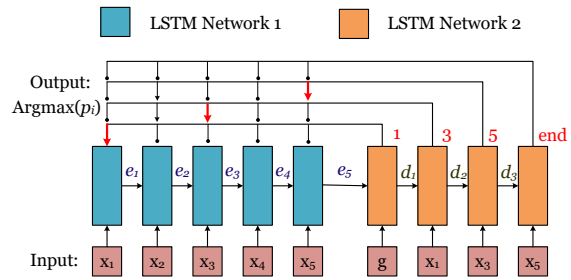 LSTM Network 1 LSTM Network 2
Output:
Argmax(pᵢ)
1 3 5 end
e₁ e₂ e₃ e₄ e₅ d₁ d₂ d₃
Input: x₁ x₂ x₃ x₄ x₅ g x₁ x₃ x₅